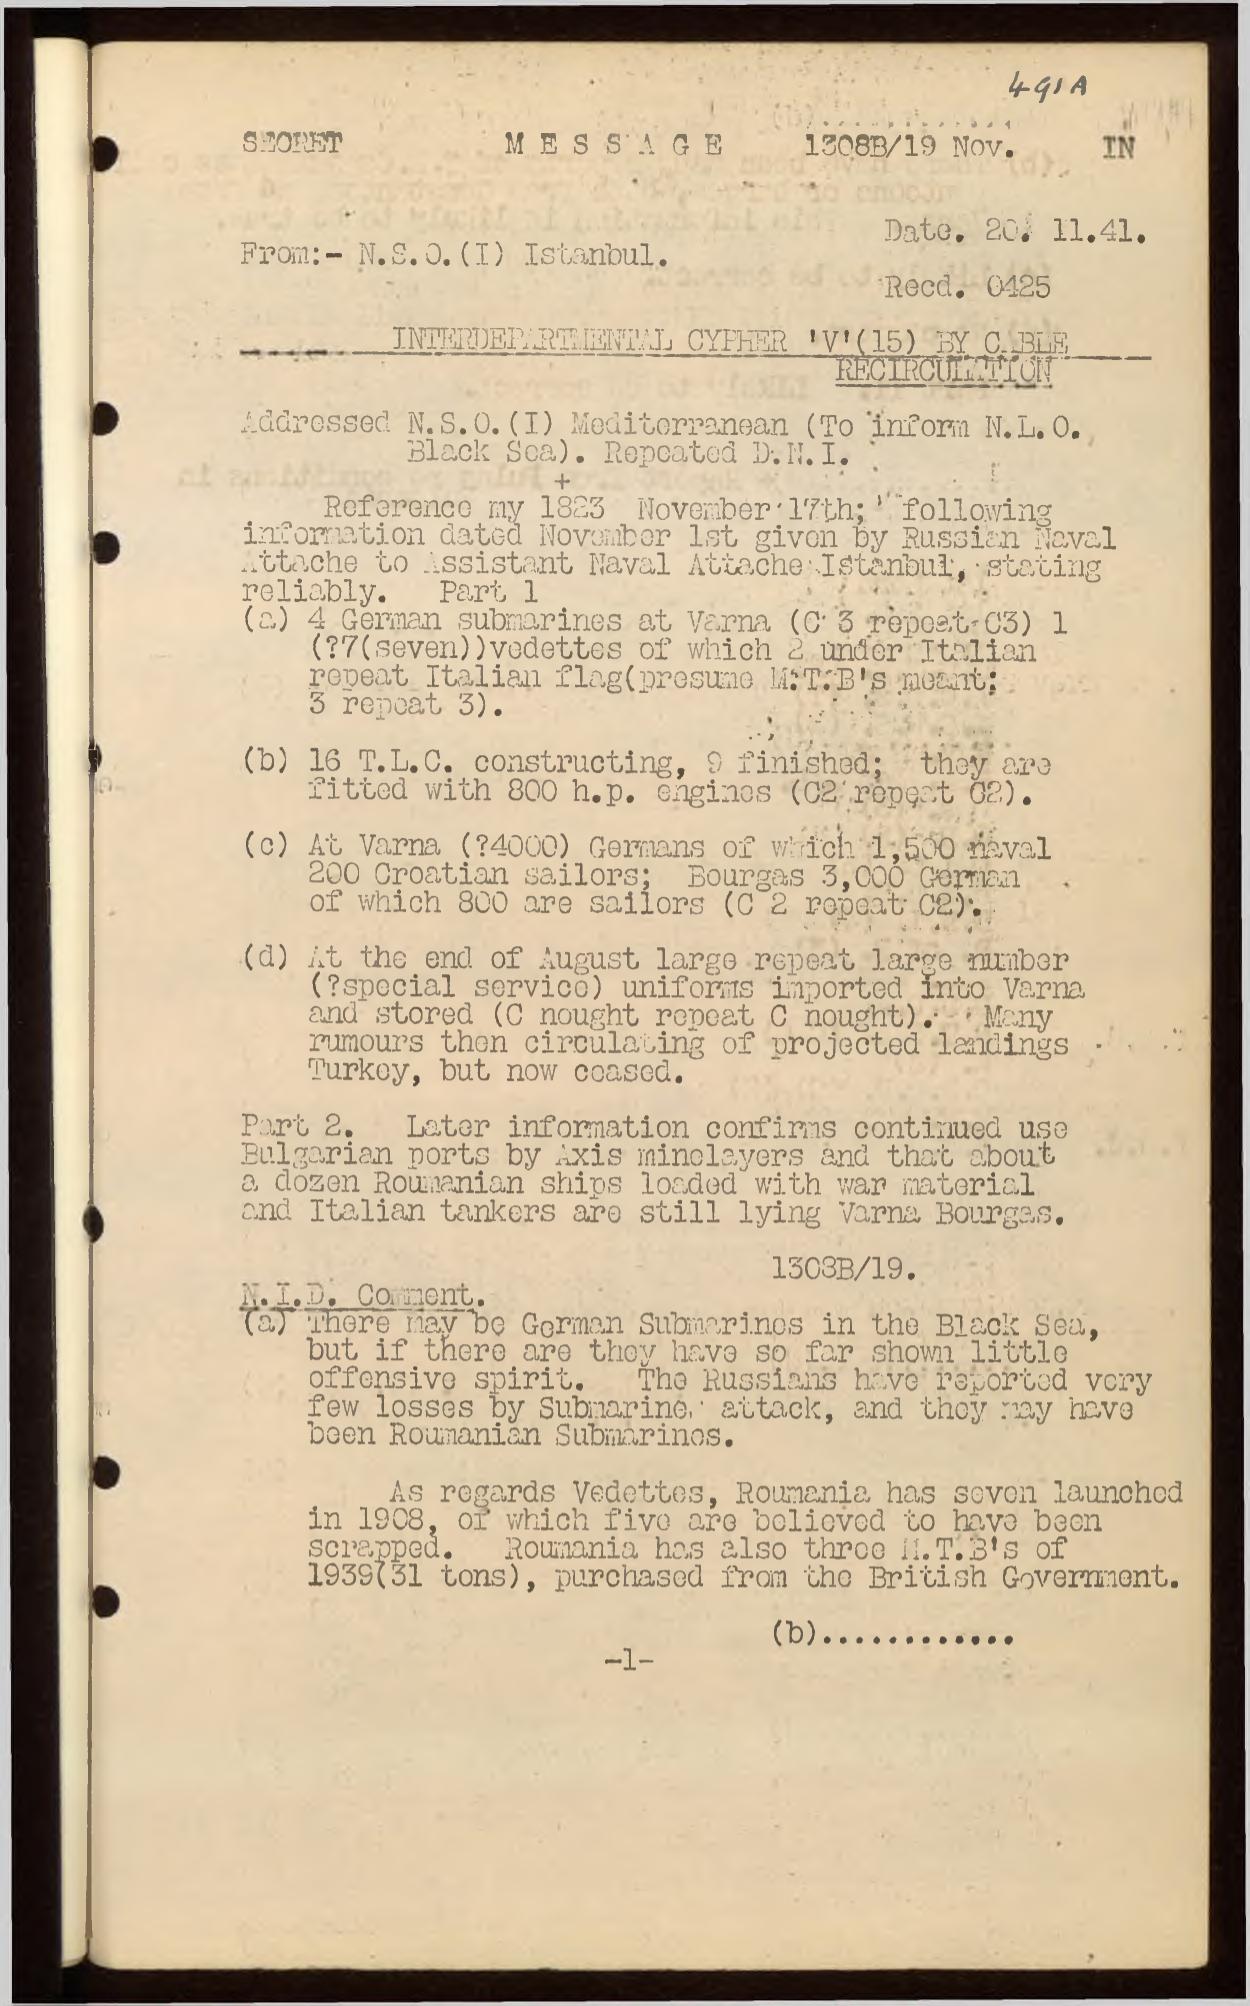 491A
SECRET M E S S A G E 1308B/19 Nov. IN
Date. 20. 11.41.
From:- N.S.O.(I) Istanbul.
Recd. 0425
INTERDEPARTMENTAL CYPHER 'V'(15) BY CABLE
RECIRCULATION
Addressed N.S.O.(I) Mediterranean (To inform N.L.O.
Black Sea). Repeated D.N.I.
+
Reference my 1823 November 17th; following
information dated November 1st given by Russian Naval
Attache to Assistant Naval Attache Istanbul, stating
reliably. Part 1
(a) 4 German submarines at Varna (C 3 repeat C3) 1
(?7(seven))vedettes of which 2 under Italian
repeat Italian flag(presume M.T.B's meant;
3 repeat 3).
(b) 16 T.L.C. constructing, 9 finished; they are
fitted with 800 h.p. engines (C2 repeat C2).
(c) At Varna (?4000) Germans of which 1,500 naval
200 Croatian sailors; Bourgas 3,000 German
of which 800 are sailors (C 2 repeat C2).
(d) At the end of August large repeat large number
(?special service) uniforms imported into Varna
and stored (C nought repeat C nought). Many
rumours then circulating of projected landings
Turkey, but now ceased.
Part 2. Later information confirms continued use
Bulgarian ports by Axis minelayers and that about
a dozen Roumanian ships loaded with war material
and Italian tankers are still lying Varna Bourgas.
1308B/19.
N.I.D. Comment.
(a) There may be German Submarines in the Black Sea,
but if there are they have so far shown little
offensive spirit. The Russians have reported very
few losses by Submarine attack, and they may have
been Roumanian Submarines.
As regards Vedettes, Roumania has seven launched
in 1908, of which five are believed to have been
scrapped. Roumania has also three M.T.B's of
1939(31 tons), purchased from the British Government.
(b).............
-1-